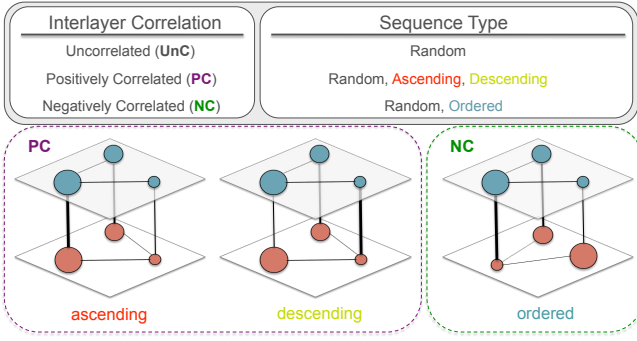 Interlayer Correlation
Sequence Type
Uncorrelated (UnC)
Random
Positively Correlated (PC)
Random, Ascending, Descending
Negatively Correlated (NC)
Random, Ordered
PC
NC
ascending
descending
ordered